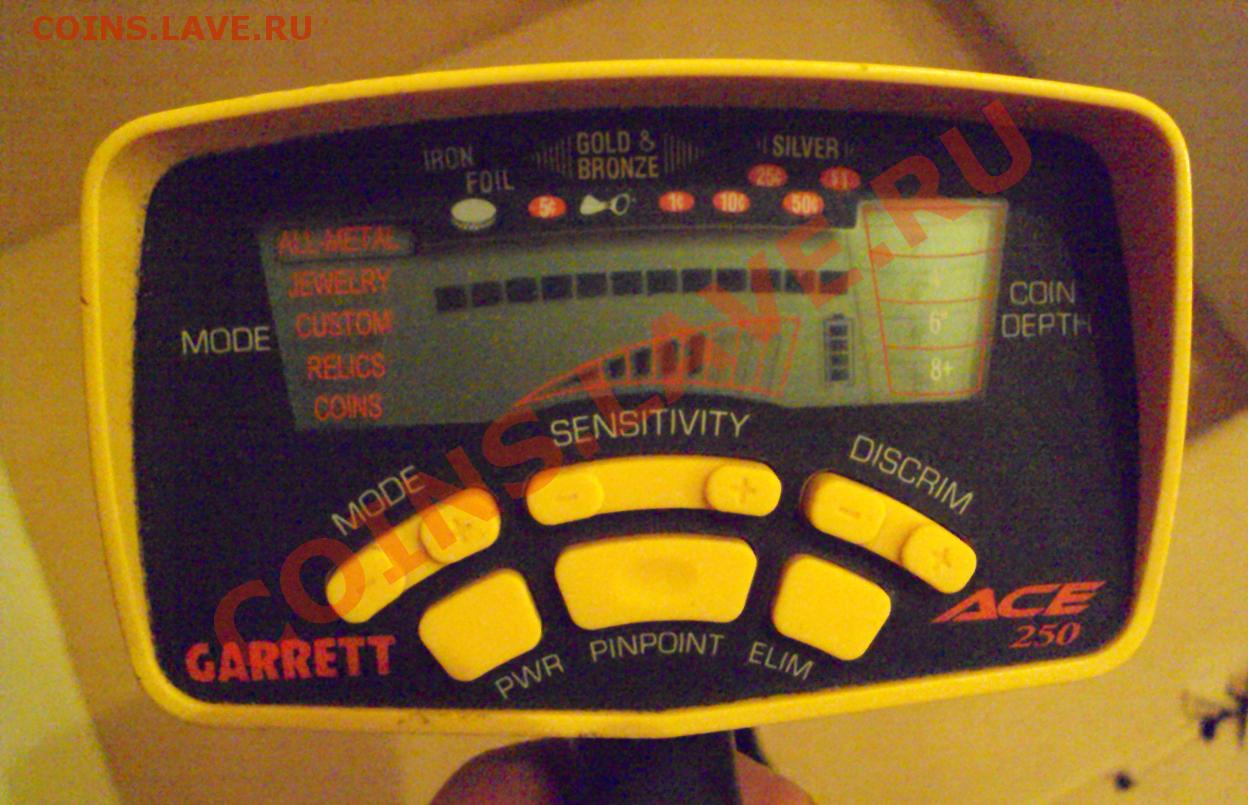 COINS.LAVE.RU
IRON
FOIL
GOLD &
BRONZE
SILVER
5¢
1¢
10¢
25¢
50¢
$1
MODE
ALL-METAL
JEWELRY
CUSTOM
RELICS
COINS
6"
8+
COIN
DEPTH
SENSITIVITY
MODE
DISCRIM
- +
- +
- +
PWR
PINPOINT
ELIM
GARRETT
ACE
250
COINS.LAVE.RU